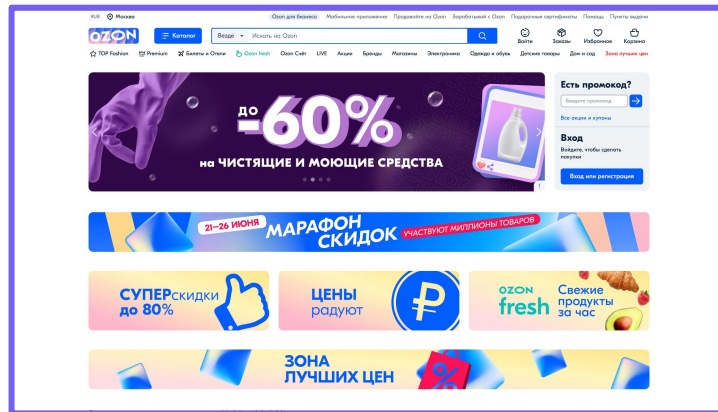 RUB Москва Ozon для бизнеса Мобильное приложение Продавайте на Ozon Зарабатывай с Ozon Подарочные сертификаты Помощь Пункты выдачи
OZON Каталог Везде Искать на Ozon Войти Заказы Избранное Корзина
TOP Fashion Premium Билеты и Отели Ozon fresh Ozon Счёт LIVE Акции Бренды Магазины Электроника Одежда и обувь Детские товары Дом и сад Зона лучших цен
ДО
-60%
на ЧИСТЯЩИЕ И МОЮЩИЕ СРЕДСТВА
Есть промокод?
Введите промокод
Все акции и купоны
Вход
Войдите, чтобы сделать
покупки
Вход или регистрация
21–26 ИЮНЯ
МАРАФОН
СКИДОК
УЧАСТВУЮТ МИЛЛИОНЫ ТОВАРОВ
СУПЕРскидки
до 80%
ЦЕНЫ
радуют
₽
OZON
fresh
Свежие
продукты
за час
ЗОНА
ЛУЧШИХ ЦЕН
%